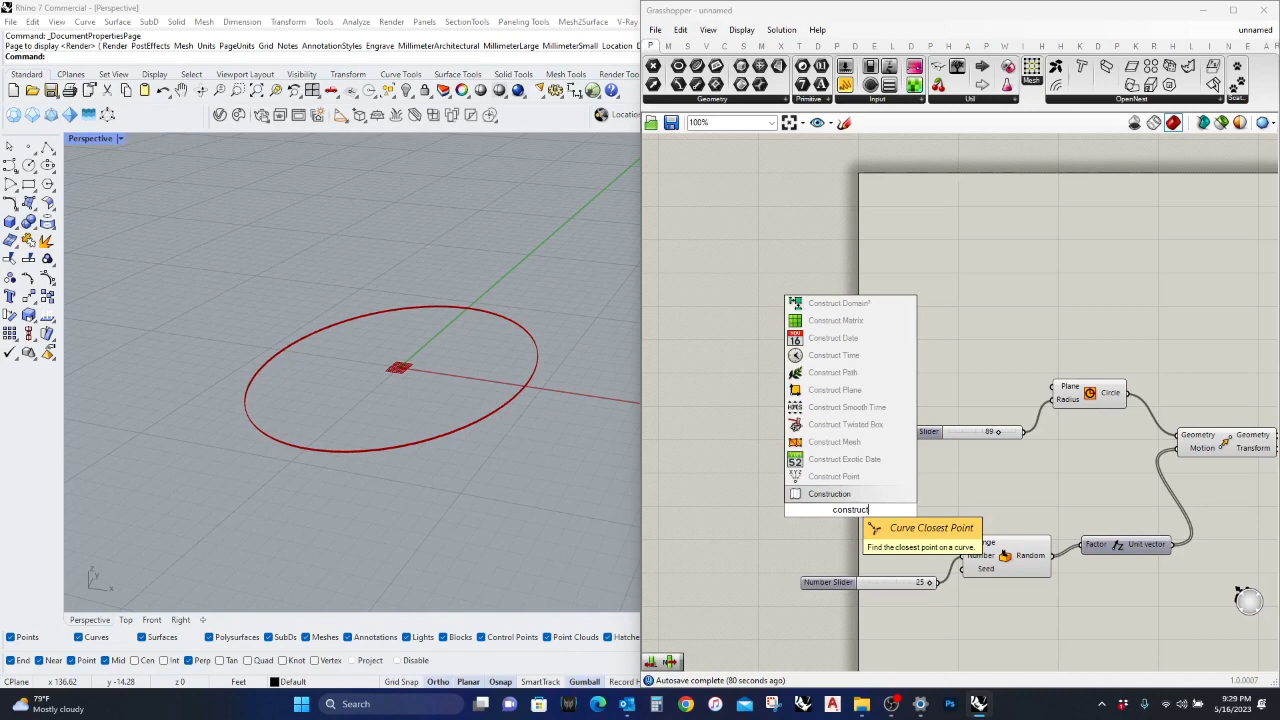 Rhino 7 Commercial - [Perspective]
File Edit View Curve Surface SubD Solid Mesh Dimension Transform Tools Analyze Render Panels SectionTools Paneling Tools Mesh2Surface V-Ray
Command: _DocumentPropertiesPage
Page to display <Render> ( Render PostEffects Mesh Units PageUnits Grid Notes AnnotationStyles Engrave MillimeterArchitectural MillimeterLarge MillimeterSmall Location
Command:
Standard CPlanes Set View Display Select Viewport Layout Visibility Transform Curve Tools Surface Tools Solid Tools Mesh Tools
Locatio
Perspective
z
y
x
Perspective Top Front Right
Points Curves Surfaces Polysurfaces SubDs Meshes Annotations Lights Blocks Control Points Point Clouds Hatche
End Near Point Mid Cen Int Perp Tan Quad Knot Vertex Project Disable
CPlane x 136.62 y -14.28 z 0 Feet Default Grid Snap Ortho Planar Osnap SmartTrack Gumball Record H
Grasshopper - unnamed
File Edit View Display Solution Help unnamed
Geometry Primitive Input Util Mesh OpenNest Scat..
100%
Construct Domain²
Construct Matrix
Construct Date
Construct Time
Construct Path
Construct Plane
Construct Smooth Time
Construct Twisted Box
Construct Mesh
Construct Exotic Date
Construct Point
Construction
construct
Curve Closest Point
Find the closest point on a curve.
Slider 89
Plane
Radius
Circle
Geometry
Motion
Geometry
Transform
nge
Number
Seed
Random
Factor Unit vector
Number Slider 25
Autosave complete (80 seconds ago) 1.0.0007
79°F
Mostly cloudy
Search
9:29 PM
5/16/2023